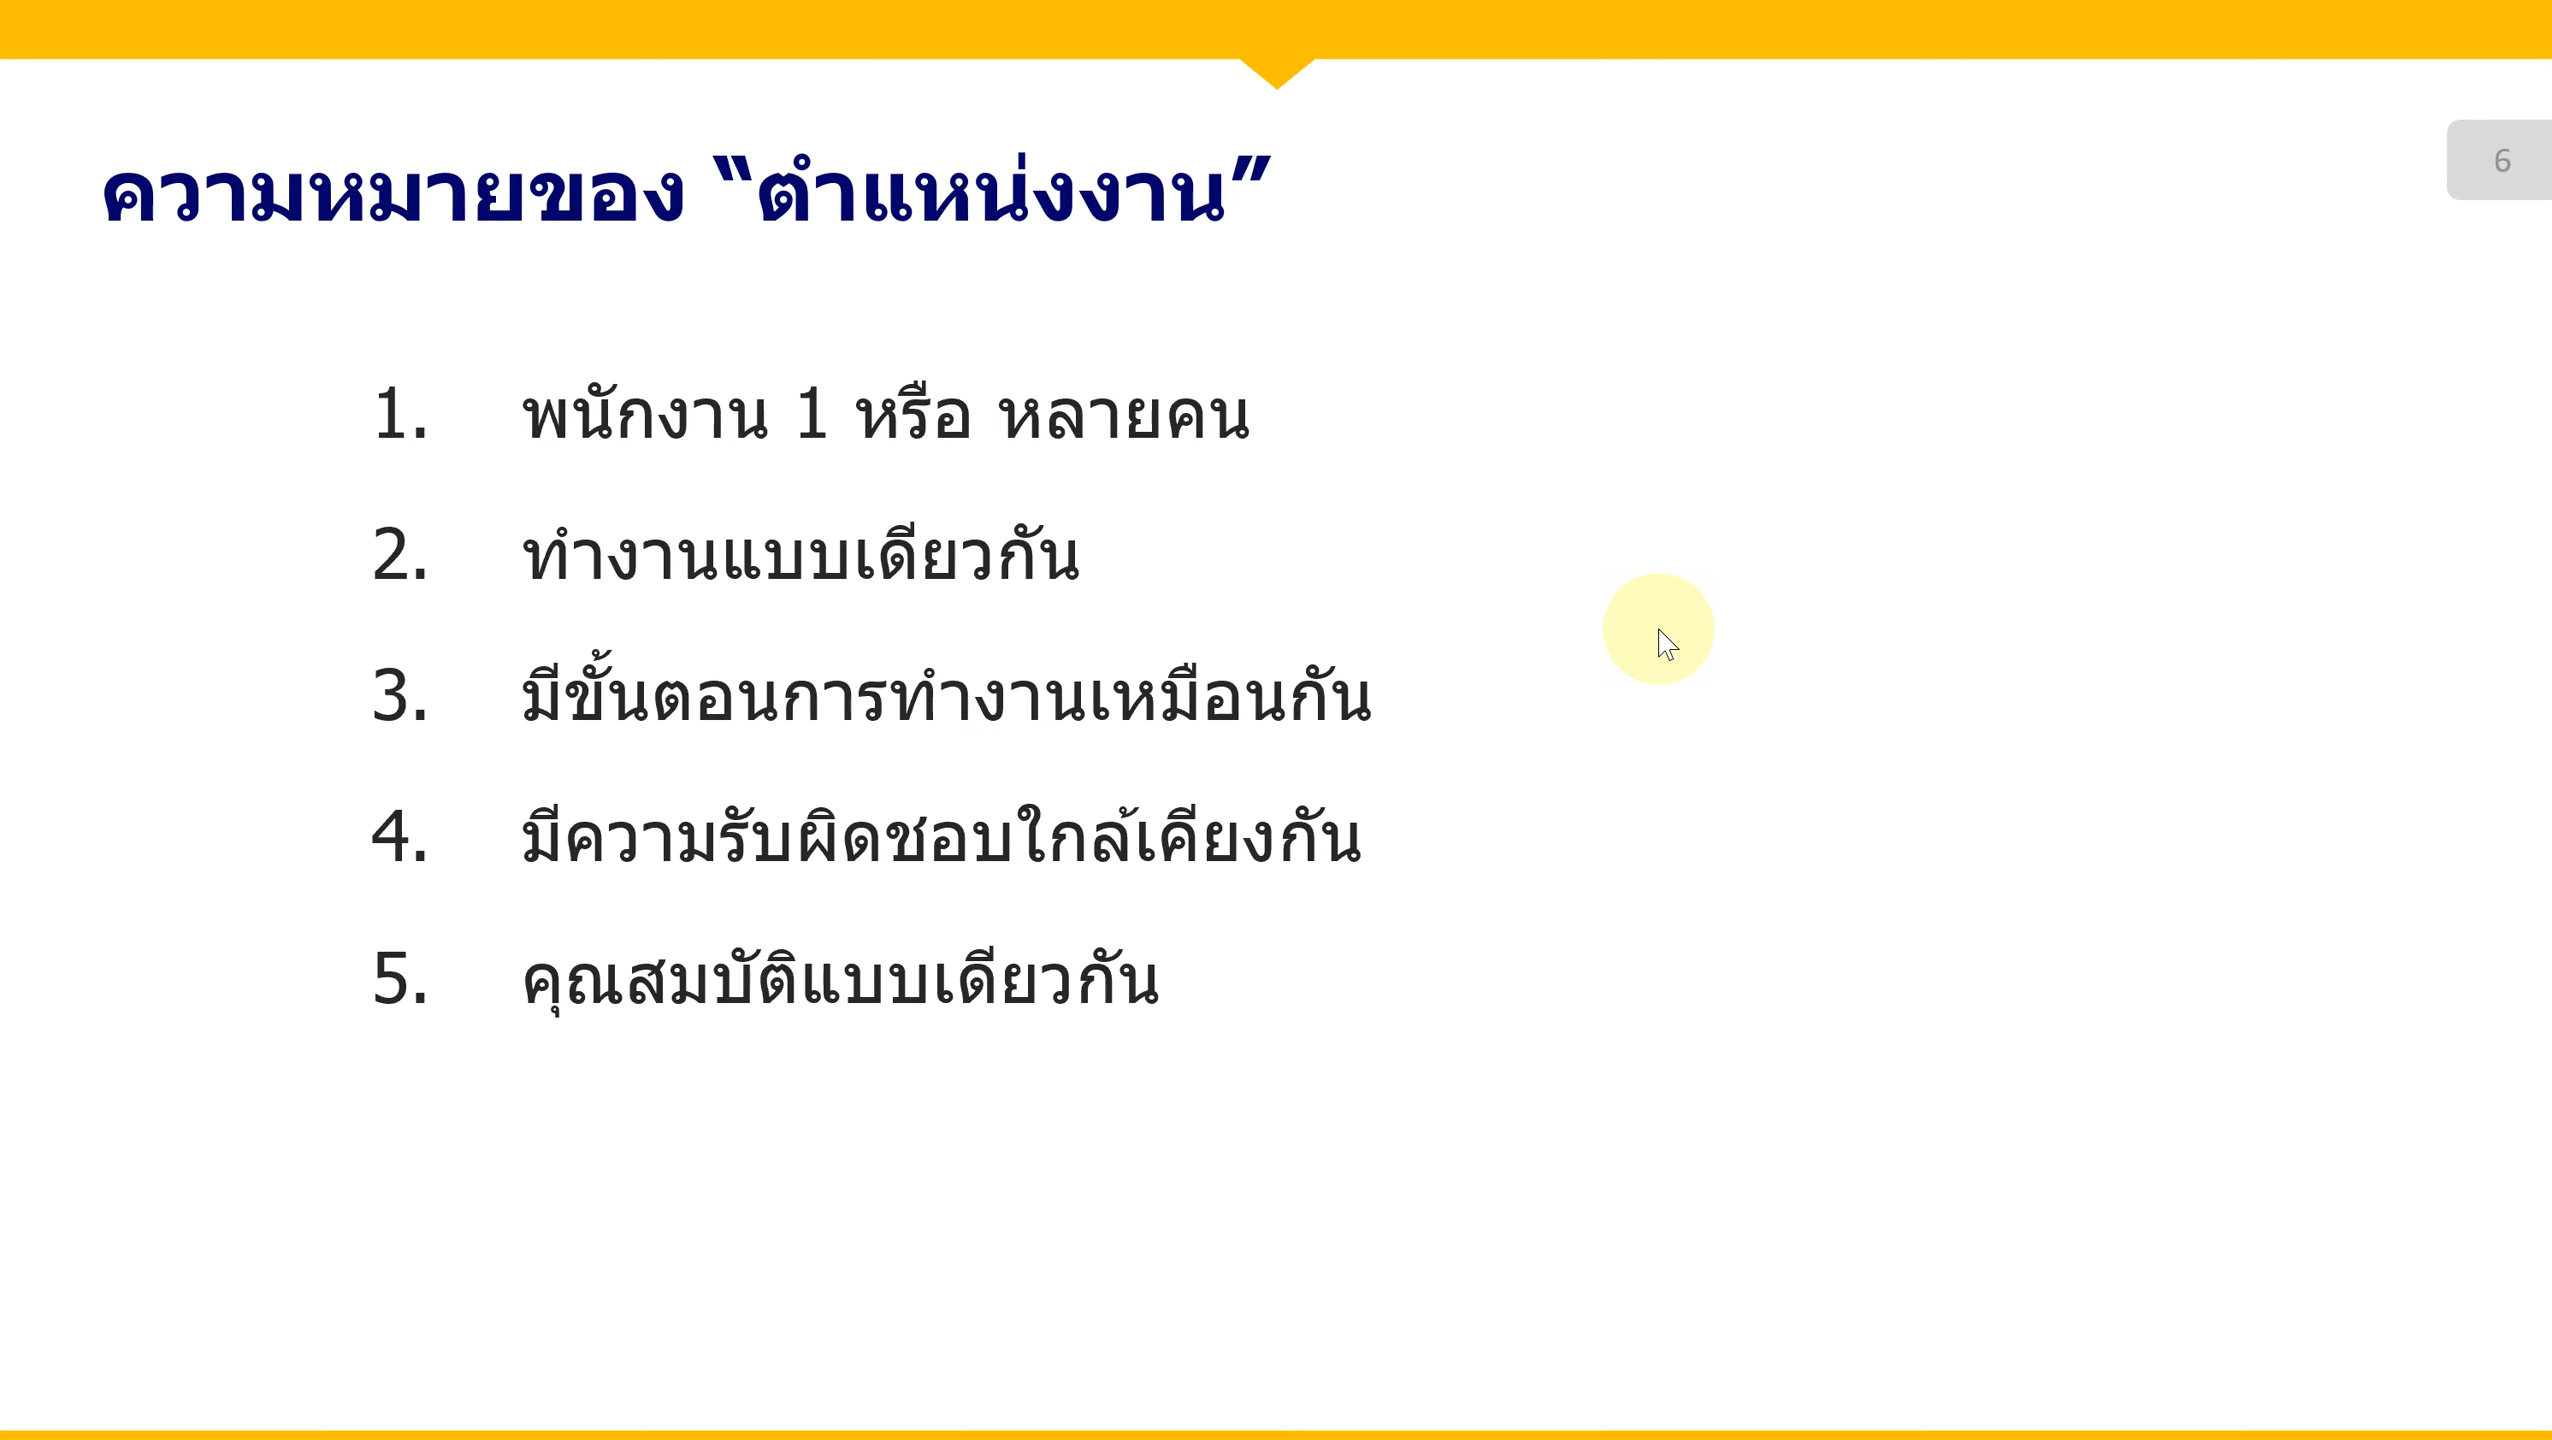 ความหมายของ “ตำแหน่งงาน”
6
1. พนักงาน 1 หรือ หลายคน
2. ทำงานแบบเดียวกัน
3. มีขั้นตอนการทำงานเหมือนกัน
4. มีความรับผิดชอบใกล้เคียงกัน
5. คุณสมบัติแบบเดียวกัน